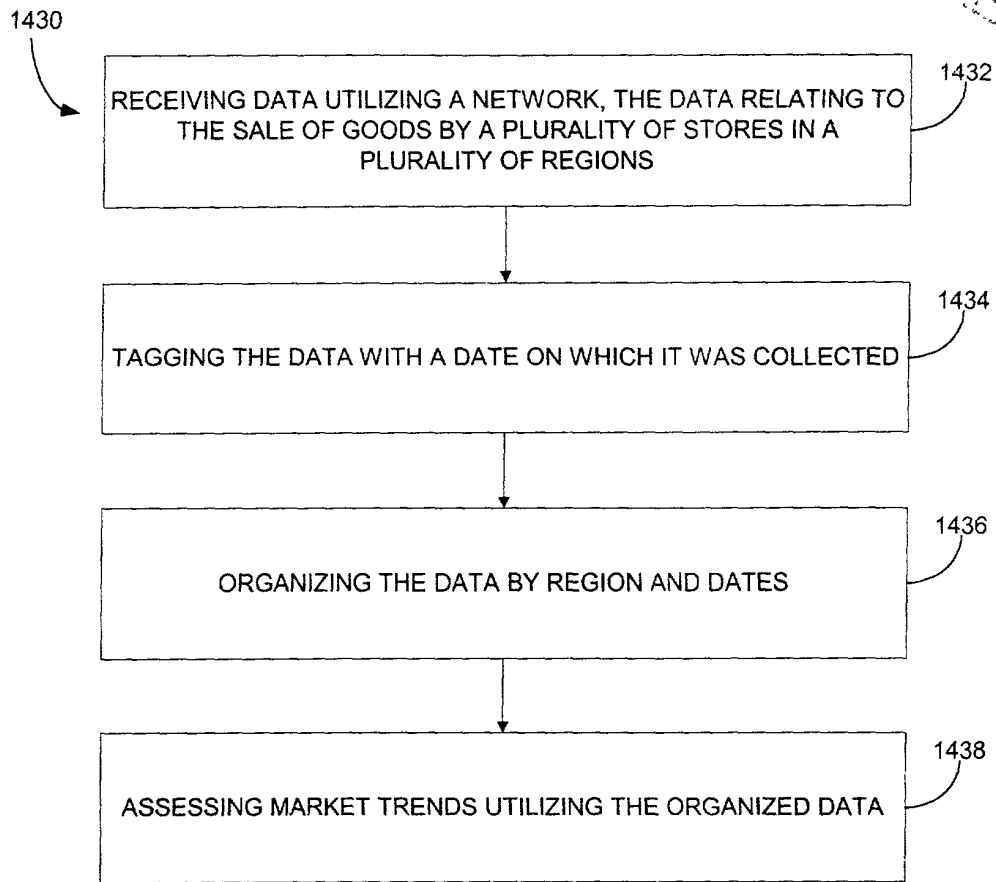 1430
1432
RECEIVING DATA UTILIZING A NETWORK, THE DATA RELATING TO
THE SALE OF GOODS BY A PLURALITY OF STORES IN A
PLURALITY OF REGIONS
1434
TAGGING THE DATA WITH A DATE ON WHICH IT WAS COLLECTED
1436
ORGANIZING THE DATA BY REGION AND DATES
1438
ASSESSING MARKET TRENDS UTILIZING THE ORGANIZED DATA